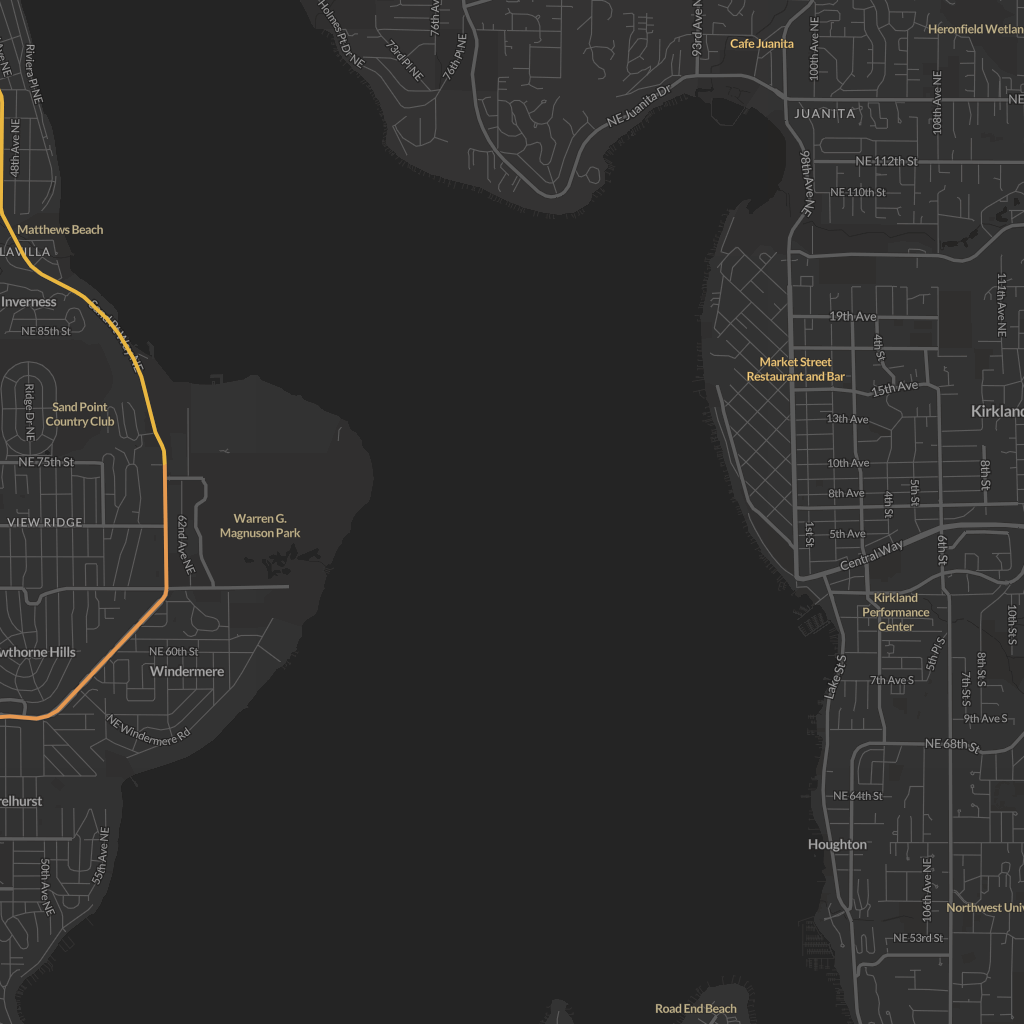 Holmes Pt Dr NE
76th Ave
73rd Pl NE
76th Pl NE
93rd Ave N
Cafe Juanita
100th Ave NE
Heronfield Wetlan
Riviera Pl NE
Ave NE
48th Ave NE
NE Juanita Dr
JUANITA
108th Ave NE
NE
98th Ave NE
NE 112th St
NE 110th St
Matthews Beach
LAVILLA
Inverness
Sand Pt Way NE
NE 85th St
111th Ave NE
19th Ave
4th St
Market Street
Restaurant and Bar
15th Ave
Ridge Dr NE
Sand Point
Country Club
13th Ave
Kirkland
NE 75th St
10th Ave
8th St
8th Ave
4th St
5th St
VIEW RIDGE
62nd Ave NE
Warren G.
Magnuson Park
1st St
5th Ave
Central Way
6th St
Kirkland
Performance
Center
10th St S
5th Pl S
wthorne Hills
NE 60th St
Windermere
Lake St S
7th Ave S
7th St S
8th St S
9th Ave S
NE Windermere Rd
NE 68th St
relhurst
NE 64th St
Houghton
55th Ave NE
50th Ave NE
106th Ave NE
Northwest Univ
NE 53rd St
Road End Beach